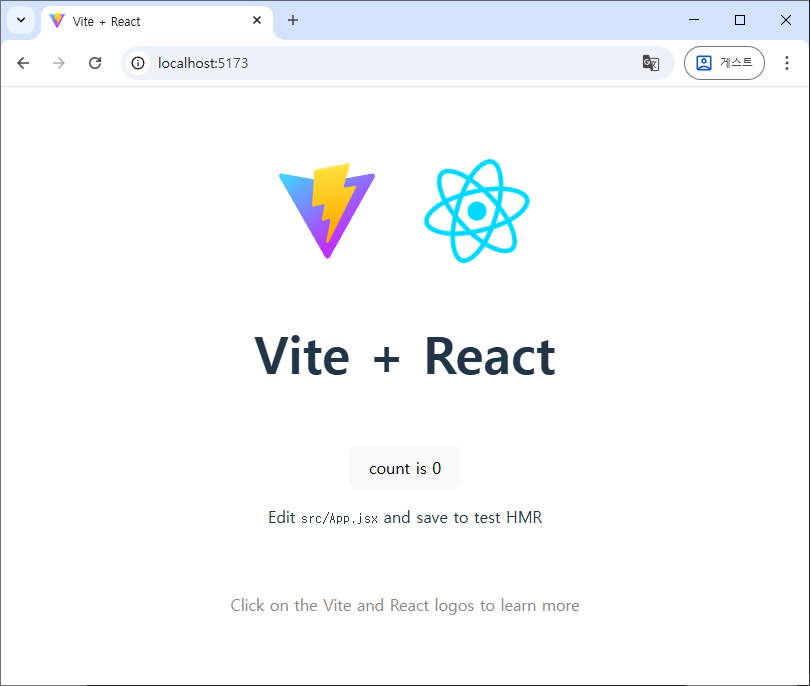 Vite + React
localhost:5173
게스트
Vite + React
count is 0
Edit src/App.jsx and save to test HMR
Click on the Vite and React logos to learn more